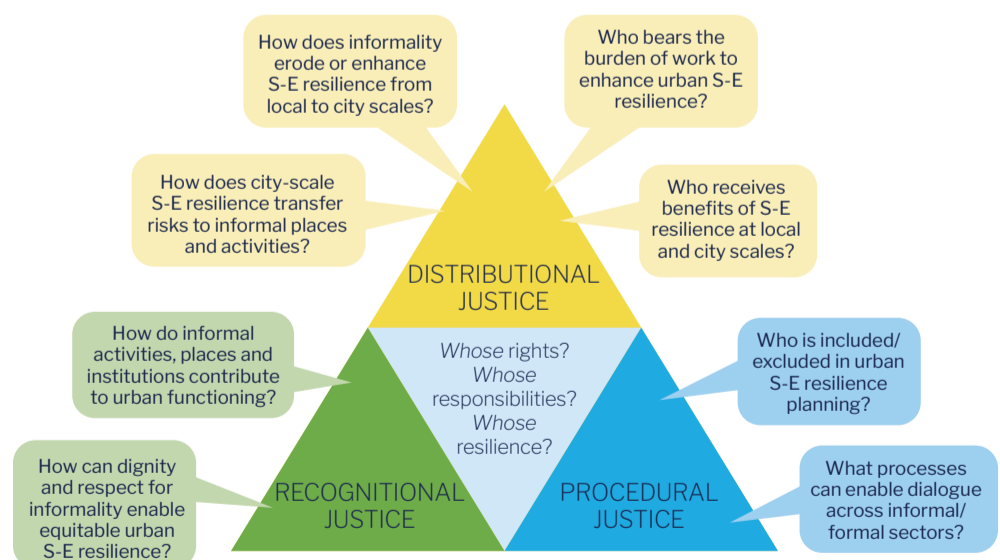 How does informality
erode or enhance
S-E resilience from
local to city scales?
Who bears the
burden of work to
enhance urban S-E
resilience?
How does city-scale
S-E resilience transfer
risks to informal places
and activities?
Who receives
benefits of S-E
resilience at local
and city scales?
DISTRIBUTIONAL
JUSTICE
How do informal
activities, places and
institutions contribute
to urban functioning?
Whose rights?
Whose
responsibilities?
Whose
resilience?
Who is included/
excluded in urban
S-E resilience
planning?
How can dignity
and respect for
informality enable
equitable urban
S-E resilience?
RECOGNITIONAL
JUSTICE
PROCEDURAL
JUSTICE
What processes
can enable dialogue
across informal/
formal sectors?